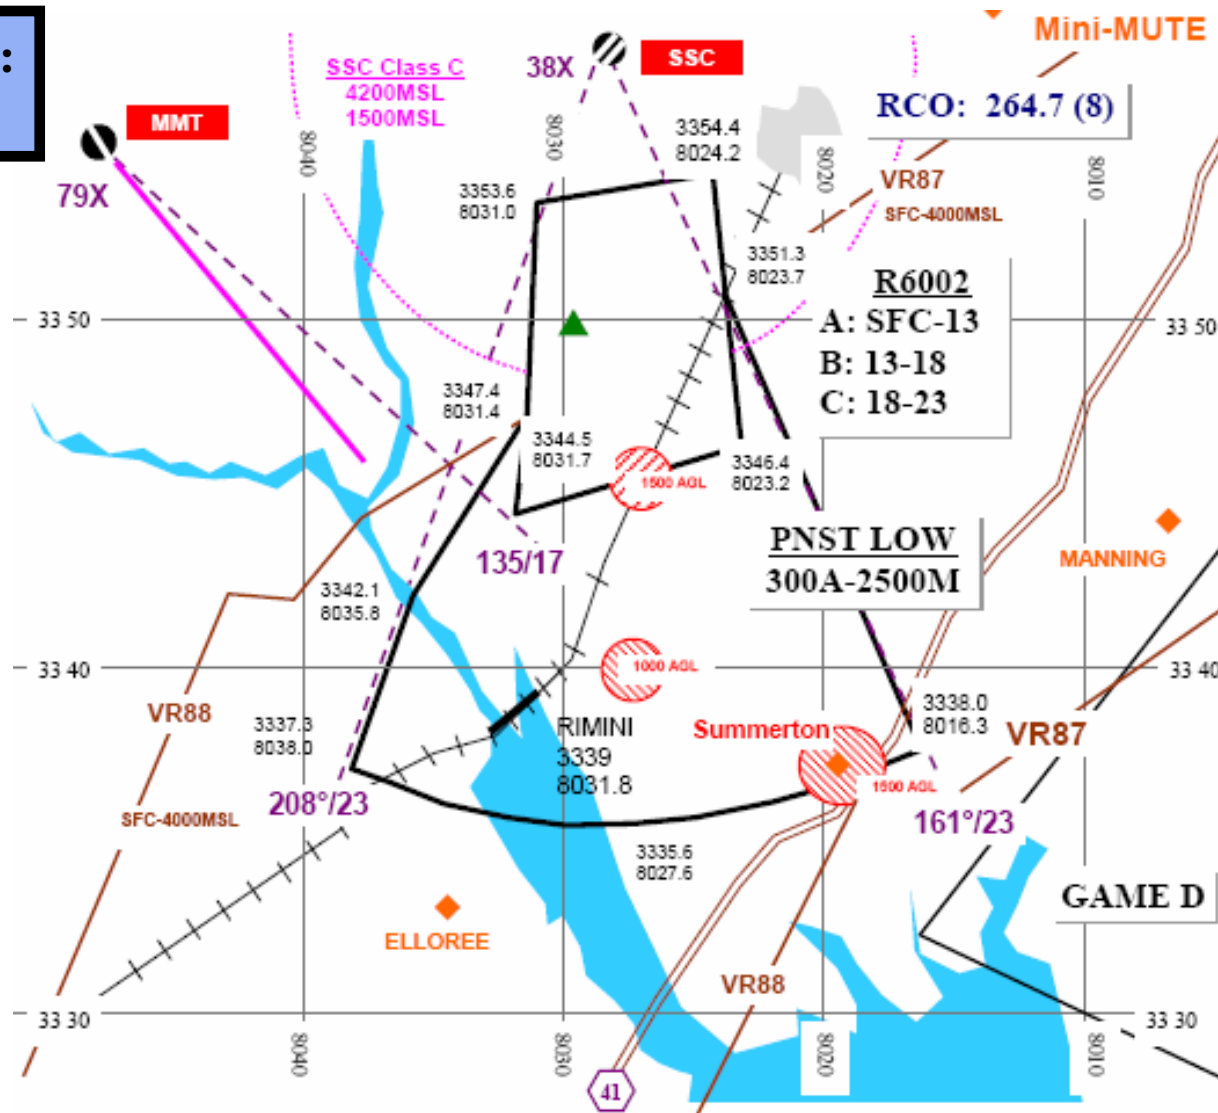 :
Mini-MUTE
SSC Class C
4200MSL
1500MSL
38X
SSC
RCO: 264.7 (8)
MMT
79X
8040
8030
3354.4
8024.2
8020
8010
VR87
SFC-4000MSL
3353.6
8031.0
3351.3
8023.7
R6002
A: SFC-13
B: 13-18
C: 18-23
33 50
33 50
3347.4
8031.4
3344.5
8031.7
1500 AGL
3346.4
8023.2
PNST LOW
300A-2500M
MANNING
135/17
3342.1
8035.8
33 40
1000 AGL
33 40
VR88
3337.3
8038.0
RIMINI
3339
8031.8
Summerton
3338.0
8016.3
VR87
1500 AGL
208°/23
SFC-4000MSL
161°/23
3335.6
8027.6
GAME D
ELLOREE
VR88
33 30
33 30
8040
8030
8020
8010
41